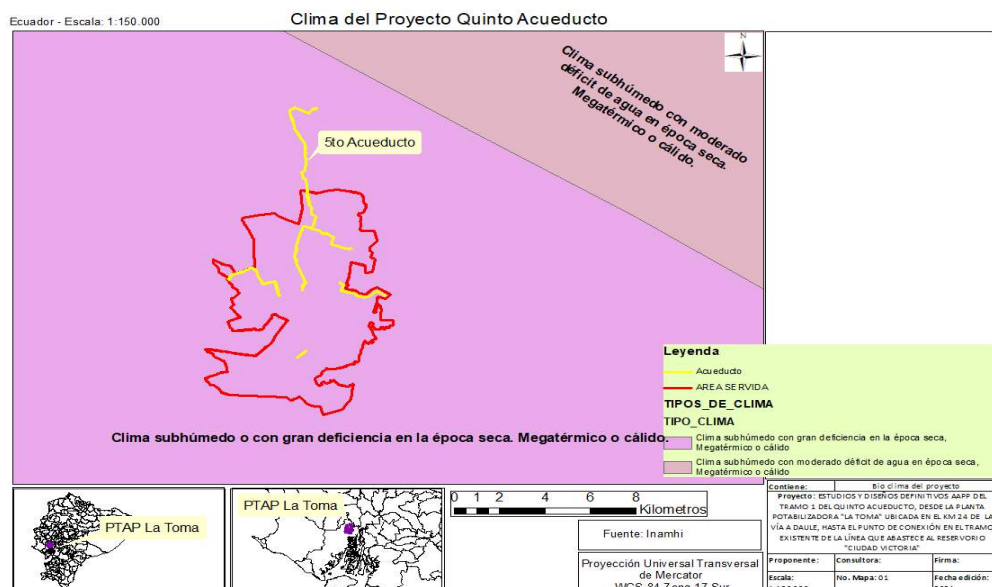 Ecuador - Escala: 1:150.000
Clima del Proyecto Quinto Acueducto
N
Clima subhúmedo con moderado
déficit de agua en época seca.
Megatérmico o cálido.
5to Acueducto
Clima subhúmedo o con gran deficiencia en la época seca. Megatérmico o cálido.
Leyenda
Acueducto
AREA SERVIDA
TIPOS_DE_CLIMA
TIPO_CLIMA
Clima subhúmedo con gran deficiencia en la época seca,
Megatérmico o cálido
Clima subhúmedo con moderado déficit de agua en época seca,
Megatérmico o cálido
PTAP La Toma
PTAP La Toma
0 1 2 4 6 8
Kilometros
Fuente: Inamhi
Proyección Universal Transversal
de Mercator
WGS 84 Zona 17 Sur
Contiene: Bio clima del proyecto
Proyecto: ESTUDIOS Y DISEÑOS DEFINITIVOS AAPP DEL
TRAMO 1 DEL QUINTO ACUEDUCTO, DESDE LA PLANTA
POTABILIZADORA "LA TOMA" UBICADA EN EL KM 24 DE LA
VÍA A DAULE, HASTA EL PUNTO DE CONEXIÓN EN EL TRAMO
EXISTENTE DE LA LÍNEA QUE ABASTECE AL RESERVORIO
"CIUDAD VICTORIA"
Proponente: Consultora: Firma:
Escala: No. Mapa: 01 Fecha edición: